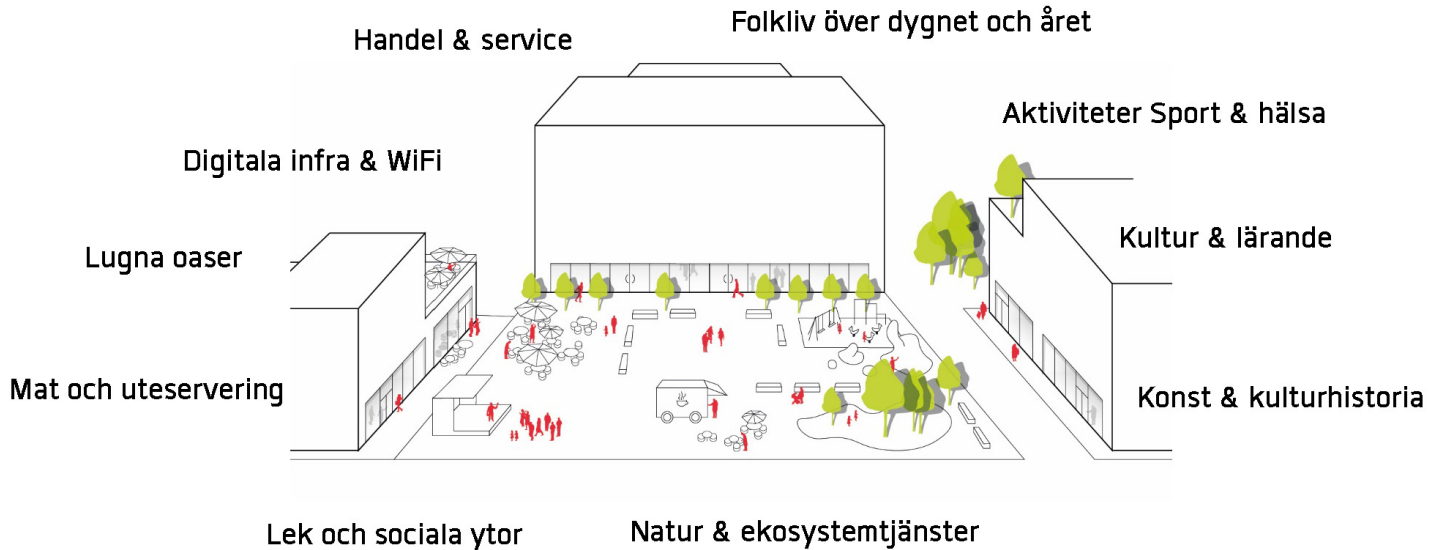 Folkliv över dygnet och året
Handel & service
Aktiviteter Sport & hälsa
Digitala infra & WiFi
Kultur & lärande
Lugna oaser
Mat och uteservering
Konst & kulturhistoria
Lek och sociala ytor
Natur & ekosystemtjänster